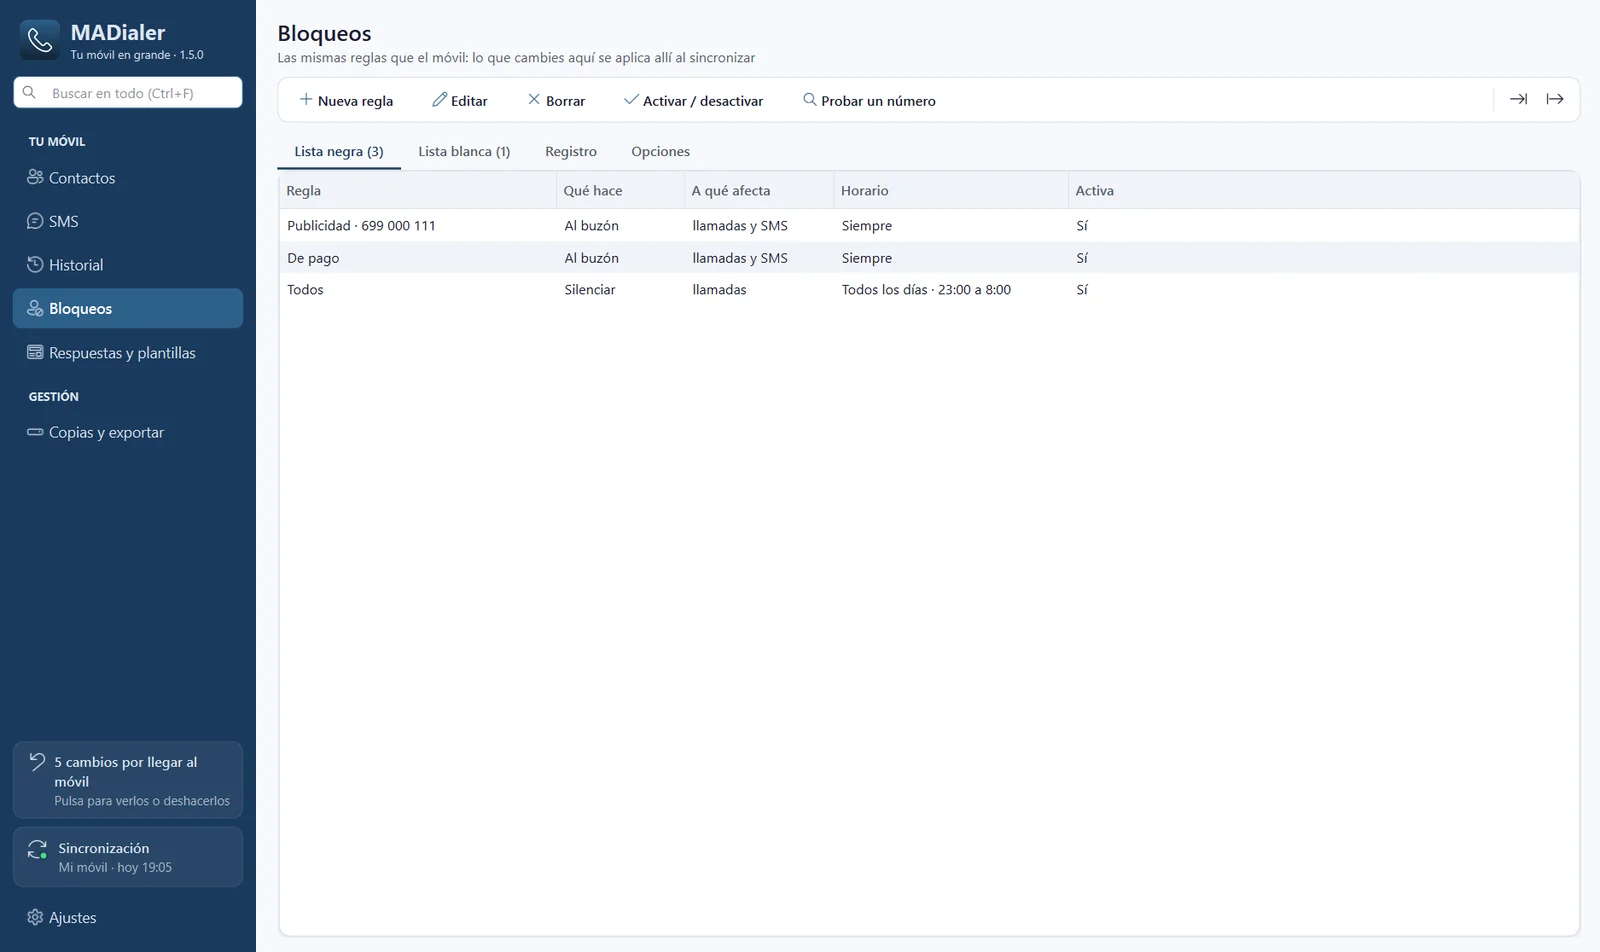 MADialer
Tu móvil en grande · 1.5.0
Buscar en todo (Ctrl+F)
TU MÓVIL
Contactos
SMS
Historial
Bloqueos
Respuestas y plantillas
GESTIÓN
Copias y exportar
5 cambios por llegar al
móvil
Pulsa para verlos o deshacerlos
Sincronización
Mi móvil · hoy 19:05
Ajustes
Bloqueos
Las mismas reglas que el móvil: lo que cambies aquí se aplica allí al sincronizar
Nueva regla Editar Borrar Activar / desactivar Probar un número
Lista negra (3) Lista blanca (1) Registro Opciones
Regla Qué hace A qué afecta Horario Activa
Publicidad · 699 000 111 Al buzón llamadas y SMS Siempre Sí
De pago Al buzón llamadas y SMS Siempre Sí
Todos Silenciar llamadas Todos los días · 23:00 a 8:00 Sí